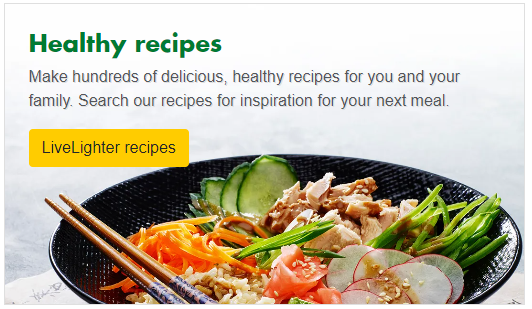 Healthy recipes
Make hundreds of delicious, healthy recipes for you and your
family. Search our recipes for inspiration for your next meal.
LiveLighter recipes